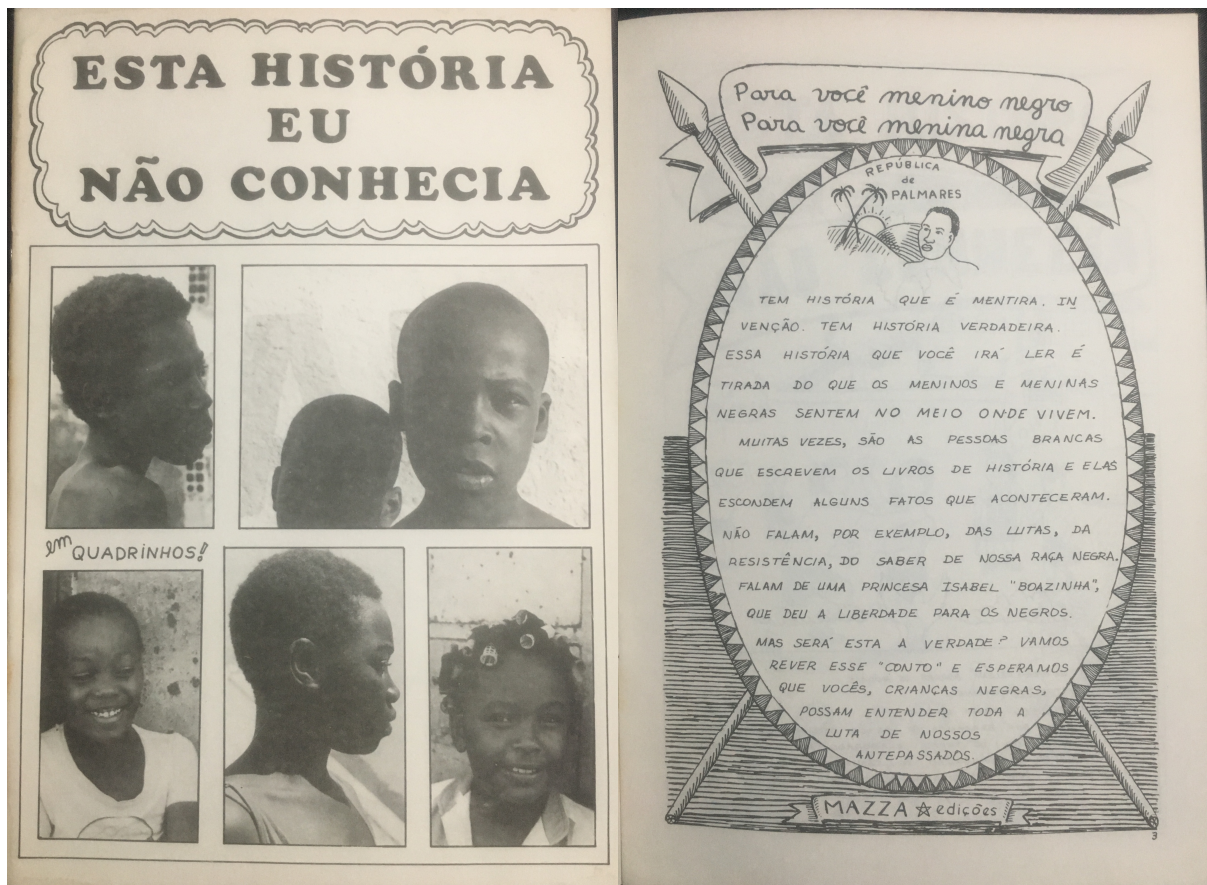 ESTA HISTÓRIA
EU
NÃO CONHECIA
em QUADRINHOS!
Para você menino negro
Para você menina negra
REPÚBLICA
de
PALMARES
TEM HISTÓRIA QUE É MENTIRA. IN
VENÇÃO. TEM HISTÓRIA VERDADEIRA.
ESSA HISTÓRIA QUE VOCÊ IRÁ LER É
TIRADA DO QUE OS MENINOS E MENINAS
NEGRAS SENTEM NO MEIO ONDE VIVEM.
MUITAS VEZES, SÃO AS PESSOAS BRANCAS
QUE ESCREVEM OS LIVROS DE HISTÓRIA E ELAS
ESCONDEM ALGUNS FATOS QUE ACONTECERAM.
NÃO FALAM, POR EXEMPLO, DAS LUTAS, DA
RESISTÊNCIA, DO SABER DE NOSSA RAÇA NEGRA.
FALAM DE UMA PRINCESA ISABEL "BOAZINHA",
QUE DEU A LIBERDADE PARA OS NEGROS.
MAS SERÁ ESTA A VERDADE? VAMOS
REVER ESSE "CONTO" E ESPERAMOS
QUE VOCÊS, CRIANÇAS NEGRAS,
POSSAM ENTENDER TODA A
LUTA DE NOSSOS
ANTEPASSADOS.
MAZZA edições
3